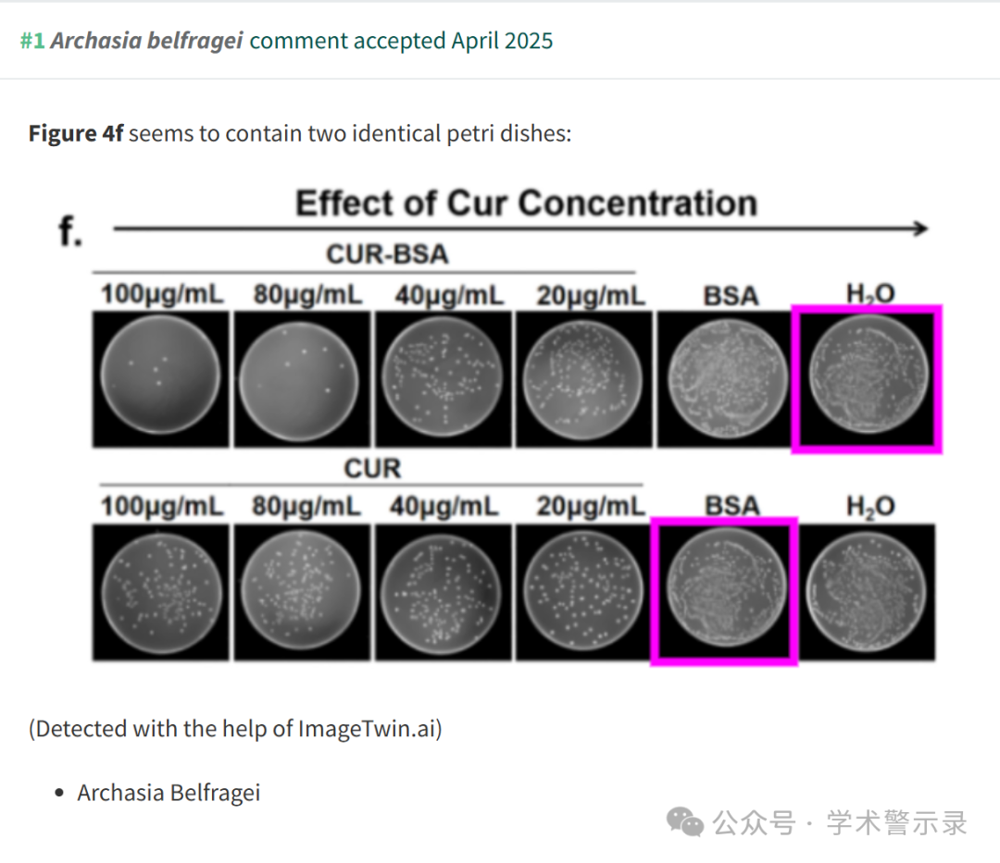 #1 Archasia belfragei comment accepted April 2025
Figure 4f seems to contain two identical petri dishes:
Effect of Cur Concentration
f.
CUR-BSA
100µg/mL 80µg/mL 40µg/mL 20µg/mL BSA H₂O
CUR
100µg/mL 80µg/mL 40µg/mL 20µg/mL BSA H₂O
(Detected with the help of ImageTwin.ai)
• Archasia Belfragei
公众号 · 学术警示录